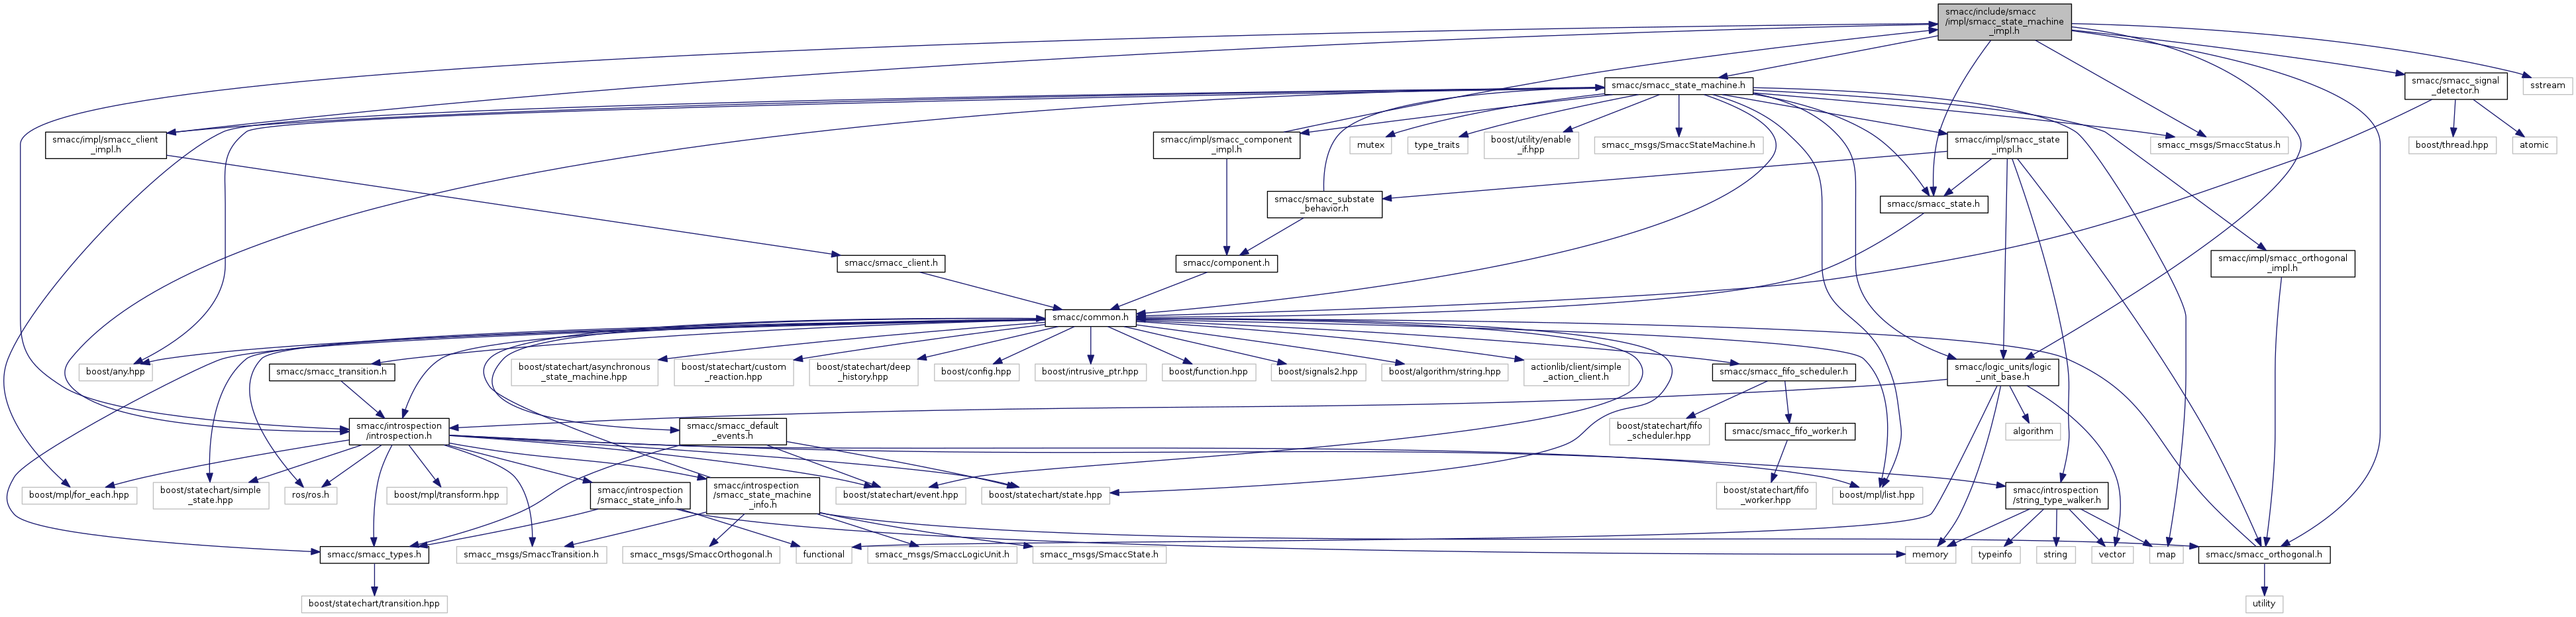 smacc/include/smacc
/impl/smacc_state_machine
_impl.h
smacc/smacc_state_machine.h
smacc/smacc_signal
_detector.h
sstream
smacc/impl/smacc_client
_impl.h
smacc/impl/smacc_component
_impl.h
mutex
type_traits
boost/utility/enable
_if.hpp
smacc_msgs/SmaccStateMachine.h
smacc/impl/smacc_state
_impl.h
smacc_msgs/SmaccStatus.h
boost/thread.hpp
atomic
smacc/smacc_substate
_behavior.h
smacc/smacc_state.h
smacc/smacc_client.h
smacc/component.h
smacc/impl/smacc_orthogonal
_impl.h
smacc/common.h
boost/any.hpp
smacc/smacc_transition.h
boost/statechart/asynchronous
_state_machine.hpp
boost/statechart/custom
_reaction.hpp
boost/statechart/deep
_history.hpp
boost/config.hpp
boost/intrusive_ptr.hpp
boost/function.hpp
boost/signals2.hpp
boost/algorithm/string.hpp
actionlib/client/simple
_action_client.h
smacc/smacc_fifo_scheduler.h
smacc/logic_units/logic
_unit_base.h
smacc/introspection
/introspection.h
smacc/smacc_default
_events.h
boost/statechart/fifo
_scheduler.hpp
smacc/smacc_fifo_worker.h
algorithm
boost/mpl/for_each.hpp
boost/statechart/simple
_state.hpp
ros/ros.h
boost/mpl/transform.hpp
smacc/introspection
/smacc_state_info.h
smacc/introspection
/smacc_state_machine
_info.h
boost/statechart/event.hpp
boost/statechart/state.hpp
boost/statechart/fifo
_worker.hpp
boost/mpl/list.hpp
smacc/introspection
/string_type_walker.h
smacc/smacc_types.h
smacc_msgs/SmaccTransition.h
smacc_msgs/SmaccOrthogonal.h
functional
smacc_msgs/SmaccLogicUnit.h
smacc_msgs/SmaccState.h
memory
typeinfo
string
vector
map
smacc/smacc_orthogonal.h
boost/statechart/transition.hpp
utility